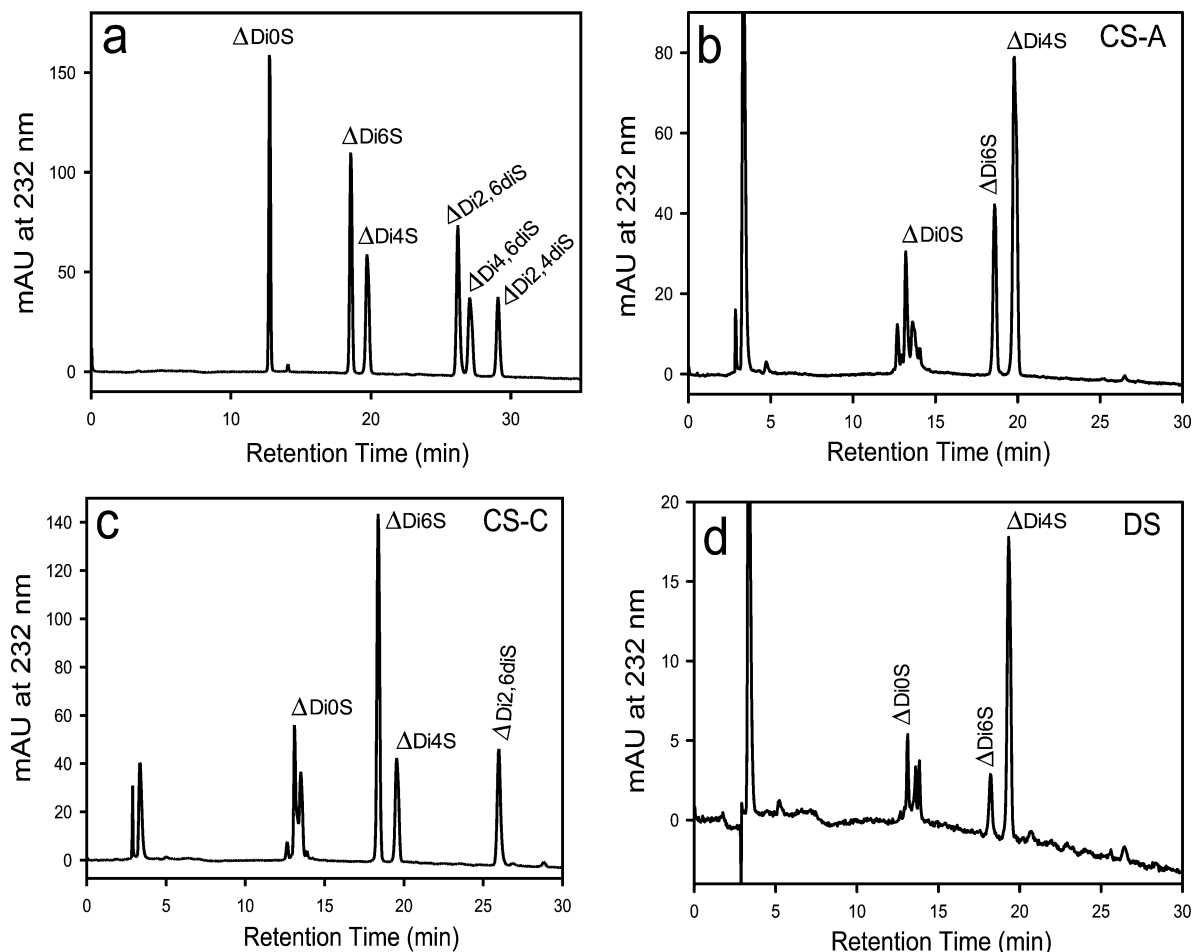 a
ΔDi0S
ΔDi6S
ΔDi4S
ΔDi2,6diS
ΔDi4,6diS
ΔDi2,4diS
mAU at 232 nm
150
100
50
0
0 10 20 30
Retention Time (min)
b
CS-A
ΔDi4S
ΔDi6S
ΔDi0S
mAU at 232 nm
80
60
40
20
0
0 5 10 15 20 25 30
Retention Time (min)
c
CS-C
ΔDi6S
ΔDi0S
ΔDi4S
ΔDi2,6diS
mAU at 232 nm
140
120
100
80
60
40
20
0
0 5 10 15 20 25 30
Retention Time (min)
d
DS
ΔDi4S
ΔDi0S
ΔDi6S
mAU at 232 nm
20
15
10
5
0
0 5 10 15 20 25 30
Retention Time (min)